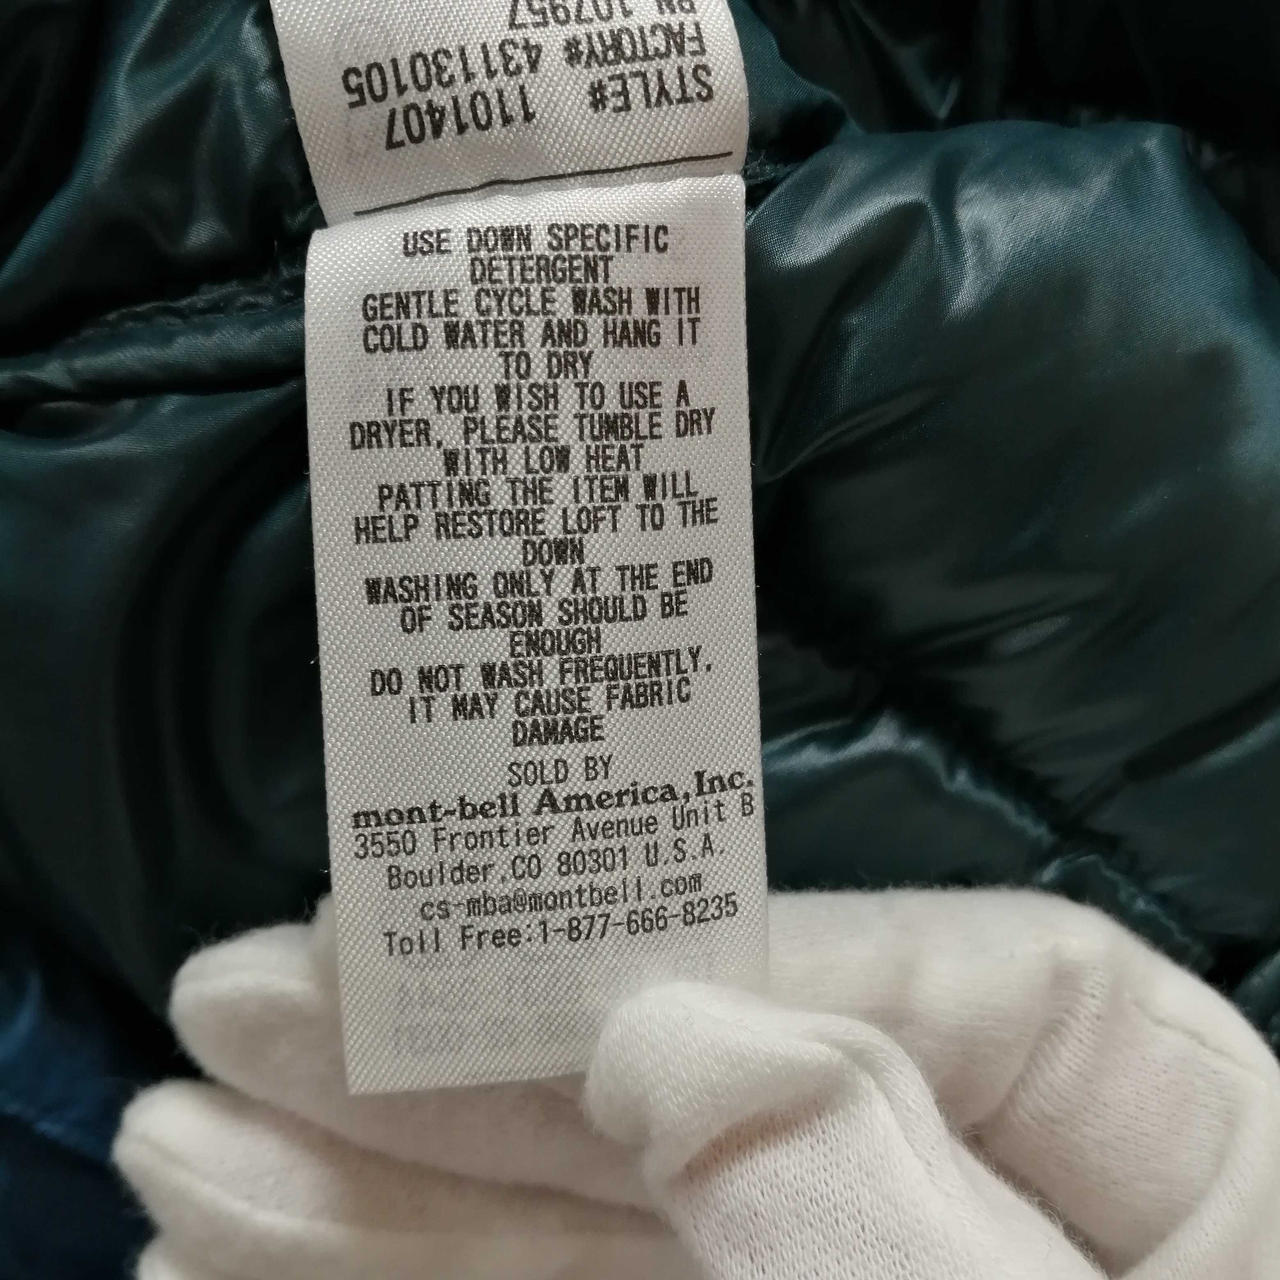 RN 107957
FACTORY# 431130105
STYLE# 1101407
USE DOWN SPECIFIC
DETERGENT
GENTLE CYCLE WASH WITH
COLD WATER AND HANG IT
TO DRY
IF YOU WISH TO USE A
DRYER, PLEASE TUMBLE DRY
WITH LOW HEAT
PATTING THE ITEM WILL
HELP RESTORE LOFT TO THE
DOWN
WASHING ONLY AT THE END
OF SEASON SHOULD BE
ENOUGH
DO NOT WASH FREQUENTLY.
IT MAY CAUSE FABRIC
DAMAGE
SOLD BY
mont-bell America,Inc.
3550 Frontier Avenue Unit B
Boulder,CO 80301 U.S.A.
cs-mba@montbell.com
Toll Free:1-877-666-8235